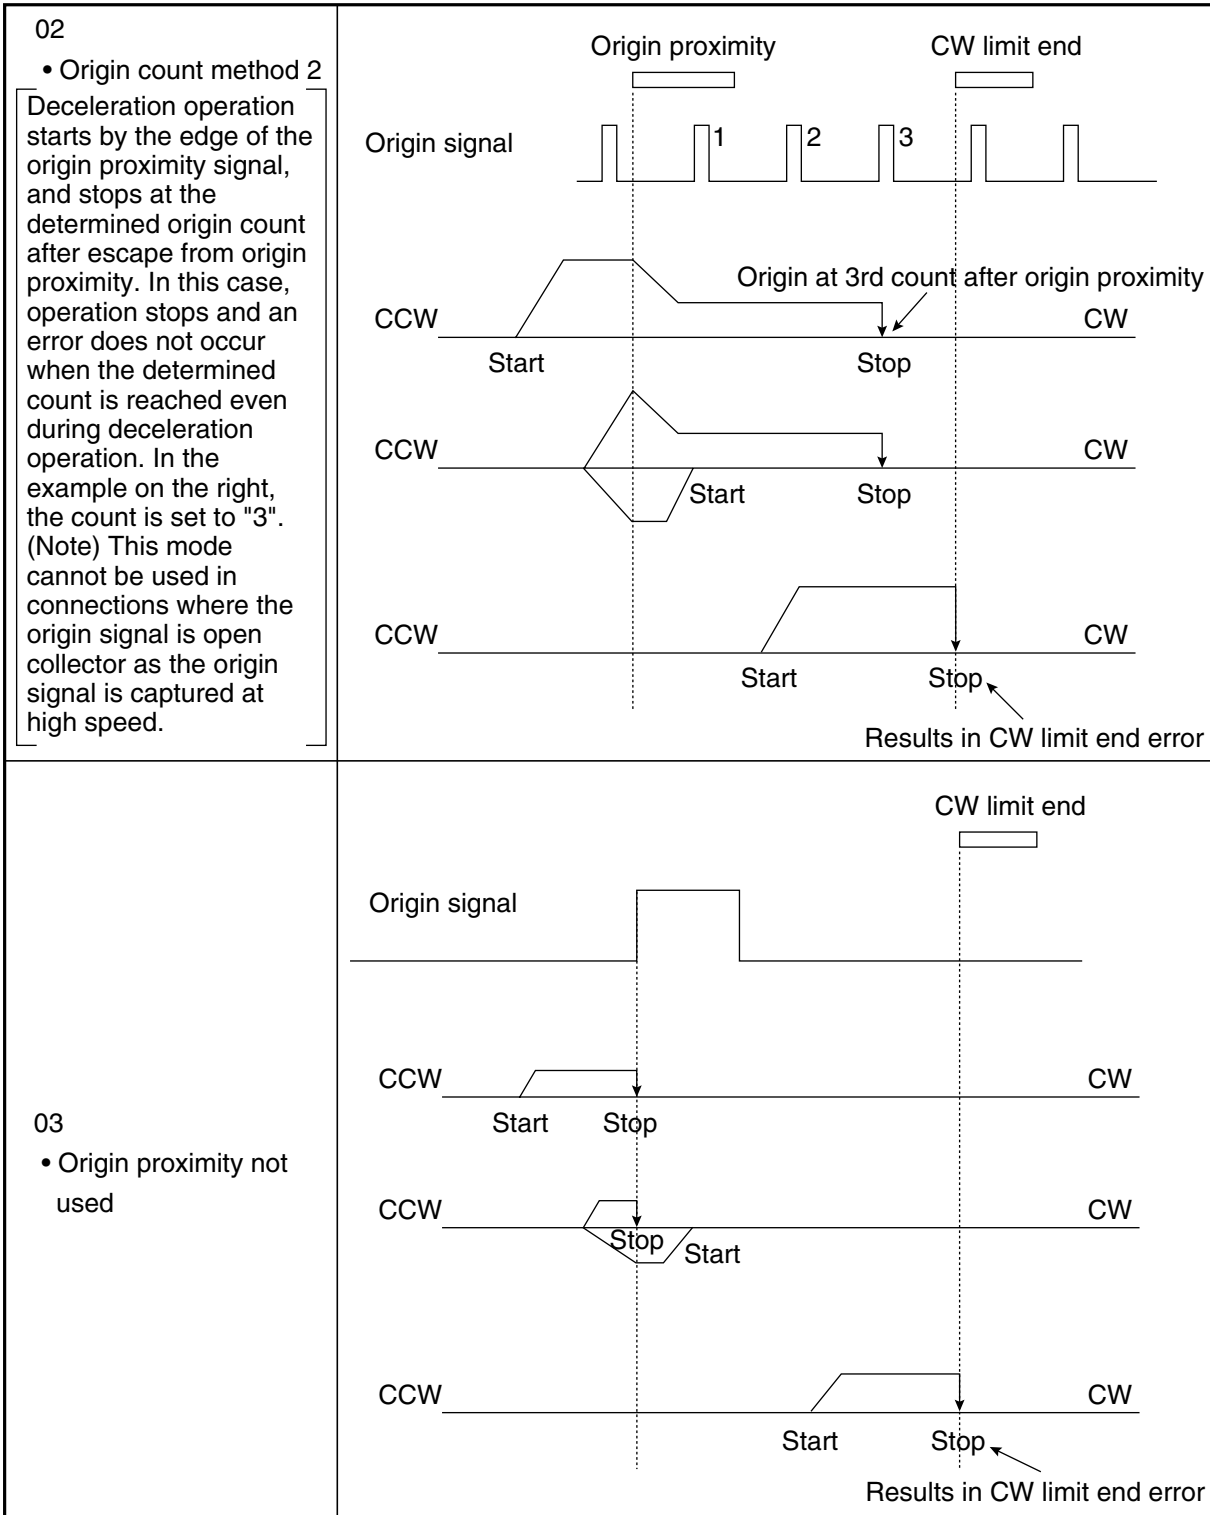 02
• Origin count method 2
Deceleration operation
starts by the edge of the
origin proximity signal,
and stops at the
determined origin count
after escape from origin
proximity. In this case,
operation stops and an
error does not occur
when the determined
count is reached even
during deceleration
operation. In the
example on the right,
the count is set to "3".
(Note) This mode
cannot be used in
connections where the
origin signal is open
collector as the origin
signal is captured at
high speed.
Origin proximity
CW limit end
Origin signal
1
2
3
Origin at 3rd count after origin proximity
CCW
CW
Start
Stop
CCW
CW
Start
Stop
CCW
CW
Start
Stop
Results in CW limit end error
03
• Origin proximity not
used
CW limit end
Origin signal
CCW
CW
Start
Stop
CCW
CW
Stop
Start
CCW
CW
Start
Stop
Results in CW limit end error